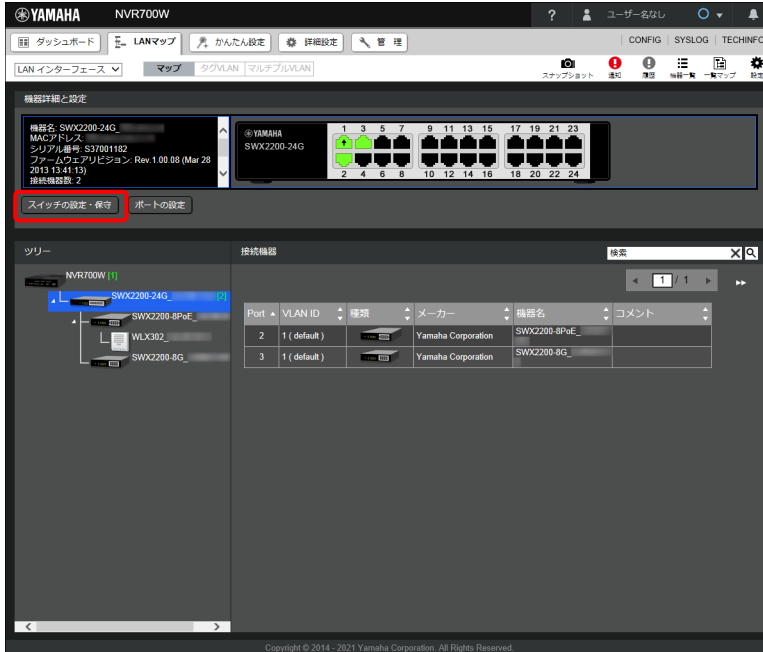 YAMAHA NVR700W ? ユーザー名なし
ダッシュボード LANマップ かんたん設定 詳細設定 管 理 CONFIG SYSLOG TECHINFO
LAN インターフェース マップ タグVLAN マルチプルVLAN スナップショット 通知 履歴 機器一覧 一覧マップ 設定
機器詳細と設定
機器名: SWX2200-24G_
MACアドレス:
シリアル番号: S37001182
ファームウェアリビジョン: Rev.1.00.08 (Mar 28
2013 13:41:13)
接続機器数: 2
YAMAHA
SWX2200-24G
1 3 5 7 9 11 13 15 17 19 21 23
2 4 6 8 10 12 14 16 18 20 22 24
スイッチの設定・保守 ポートの設定
ツリー
NVR700W [1]
SWX2200-24G_ [2]
SWX2200-8PoE_
WLX302_
SWX2200-8G_
接続機器 検索
1 / 1
Port VLAN ID 種類 メーカー 機器名 コメント
2 1 ( default ) Yamaha Corporation SWX2200-8PoE_
3 1 ( default ) Yamaha Corporation SWX2200-8G_
Copyright © 2014 - 2021 Yamaha Corporation. All Rights Reserved.